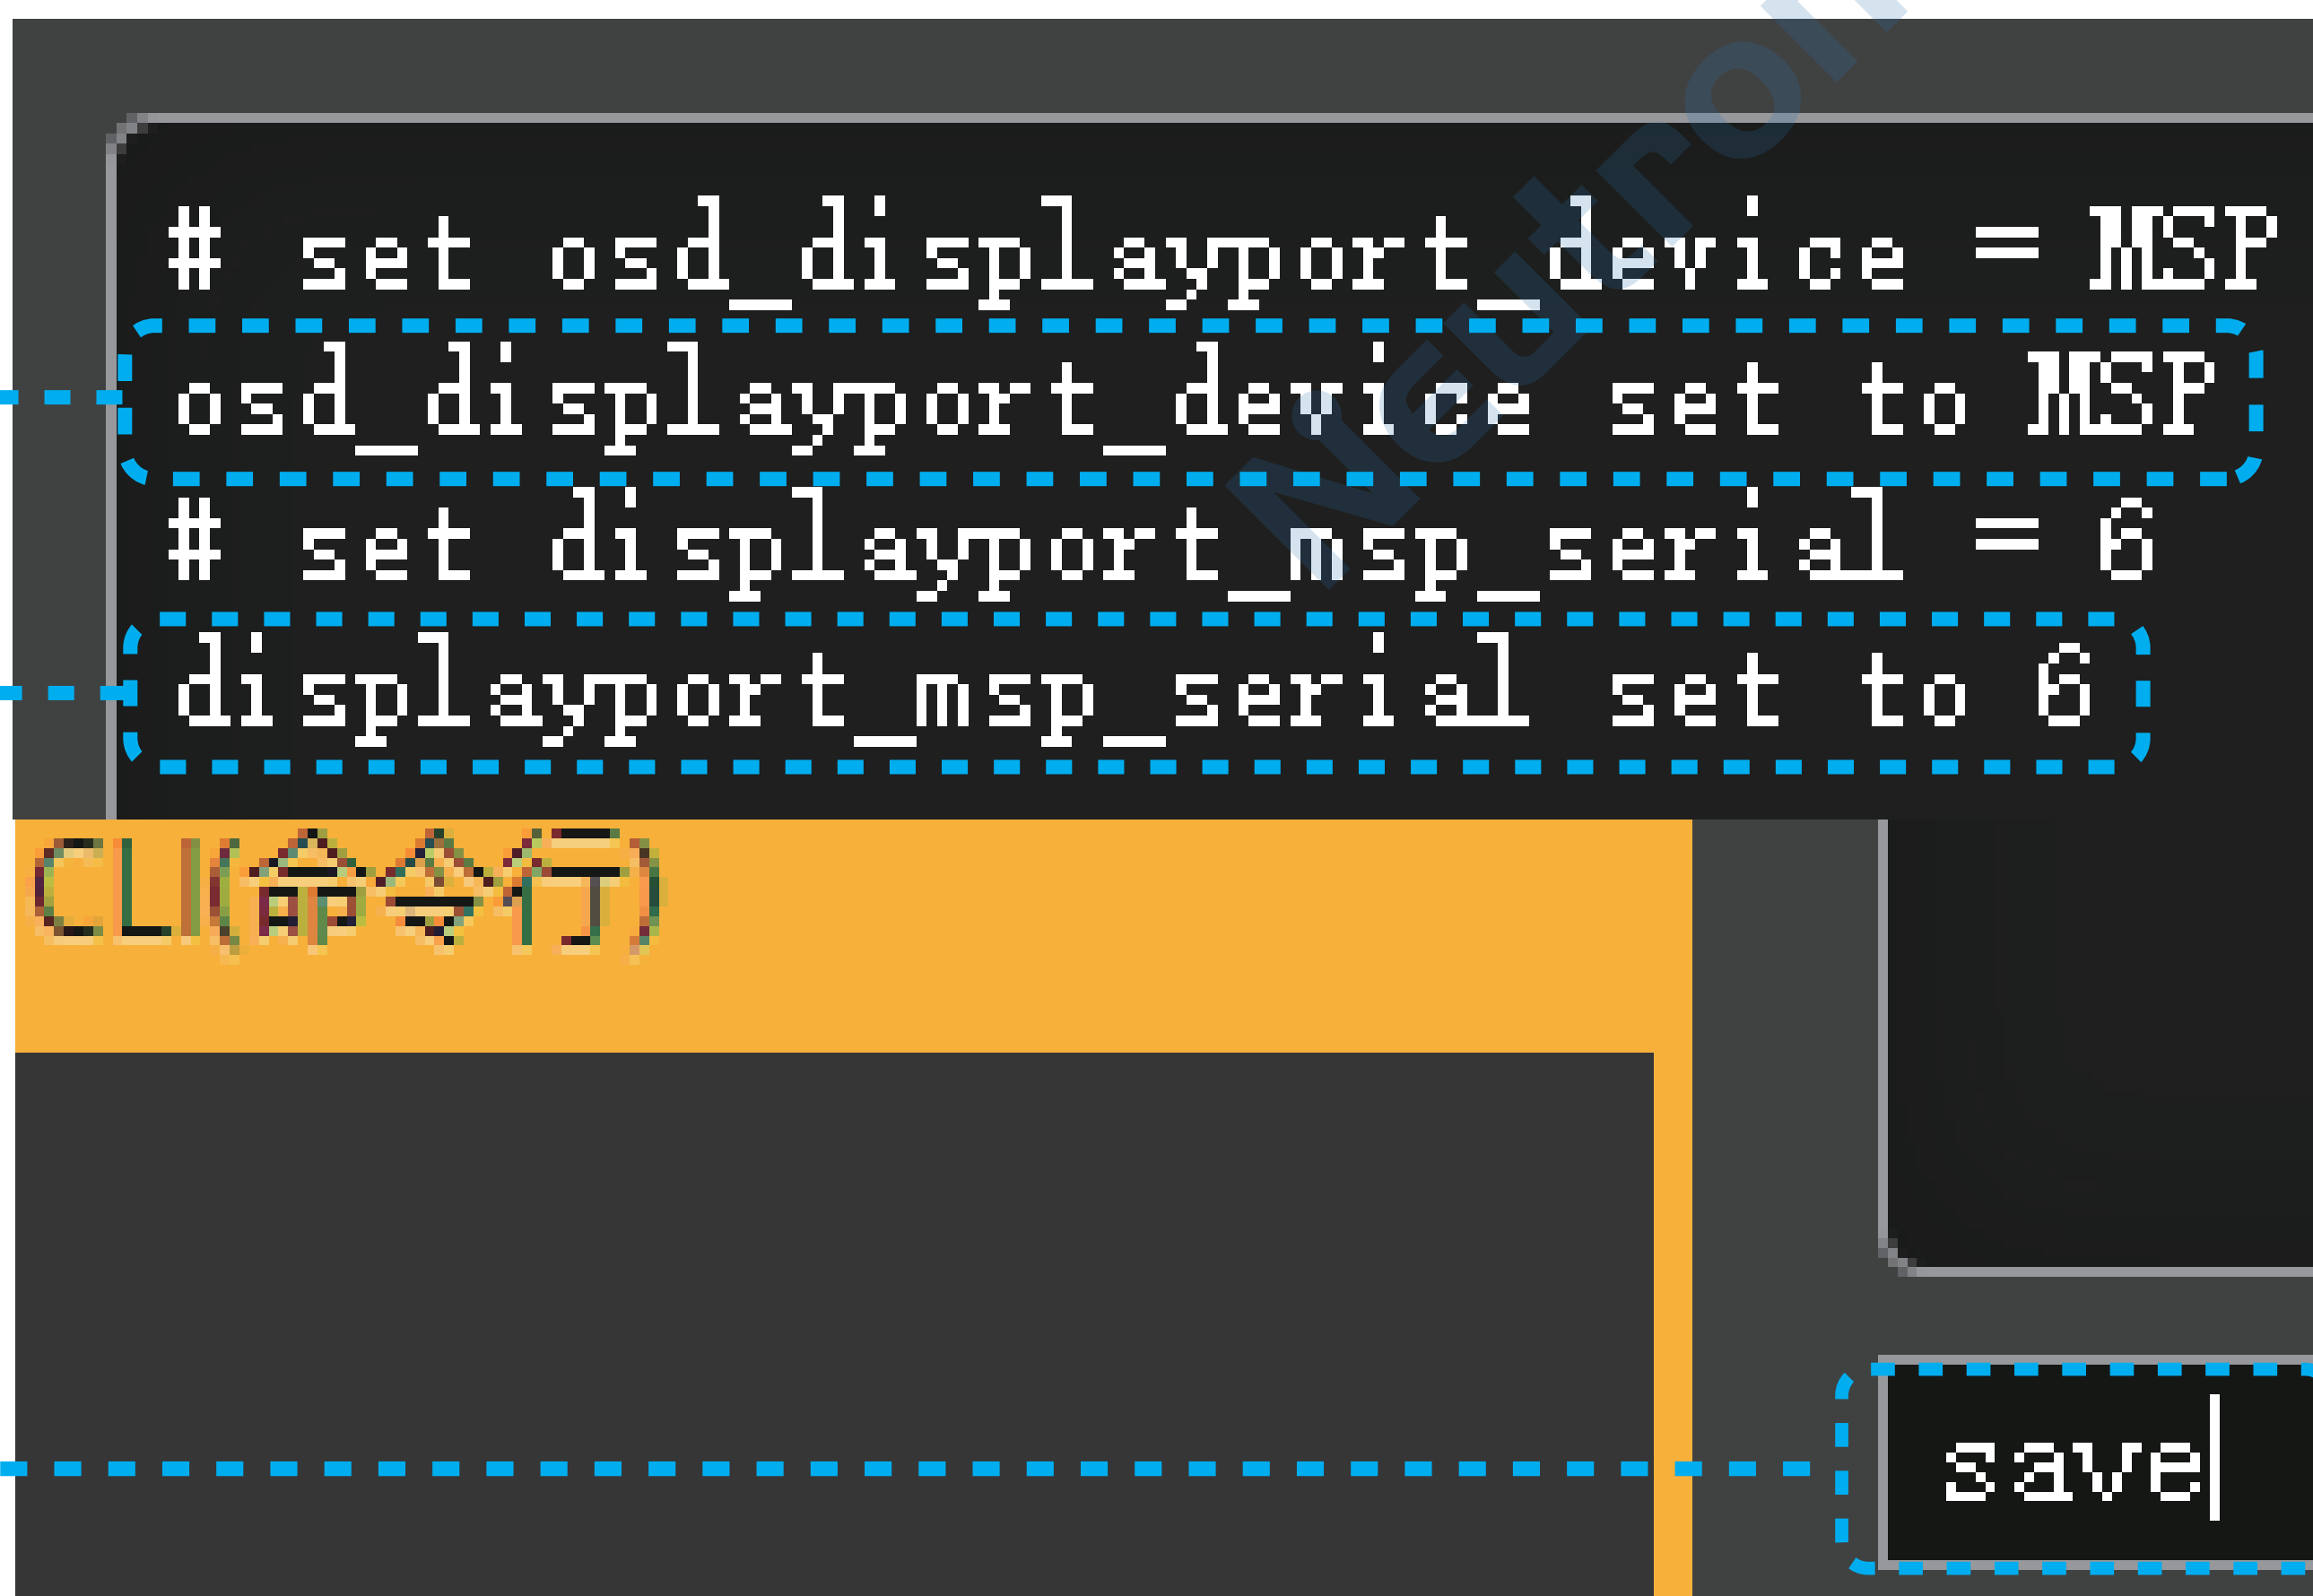 # set osd_displayport_device = MSP
osd_displayport_device set to MSP
# set displayport_msp_serial = 6
displayport_msp_serial set to 6
CLI(命令行)
save
Neutron